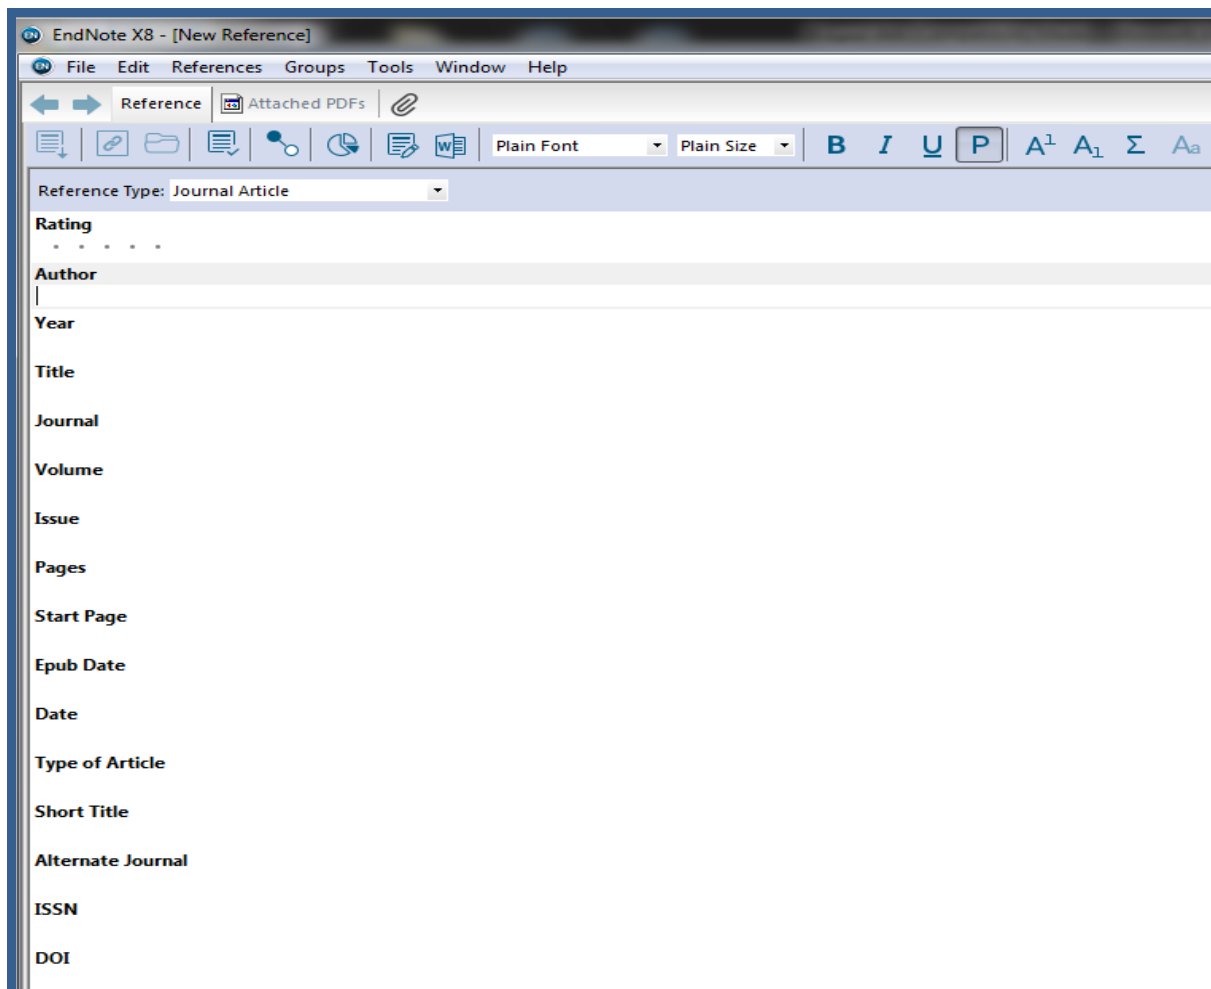 EndNote X8 - [New Reference]
File Edit References Groups Tools Window Help
Reference Attached PDFs
Plain Font Plain Size B I U P A1 A1 Σ Aa
Reference Type: Journal Article
Rating
Author
Year
Title
Journal
Volume
Issue
Pages
Start Page
Epub Date
Date
Type of Article
Short Title
Alternate Journal
ISSN
DOI